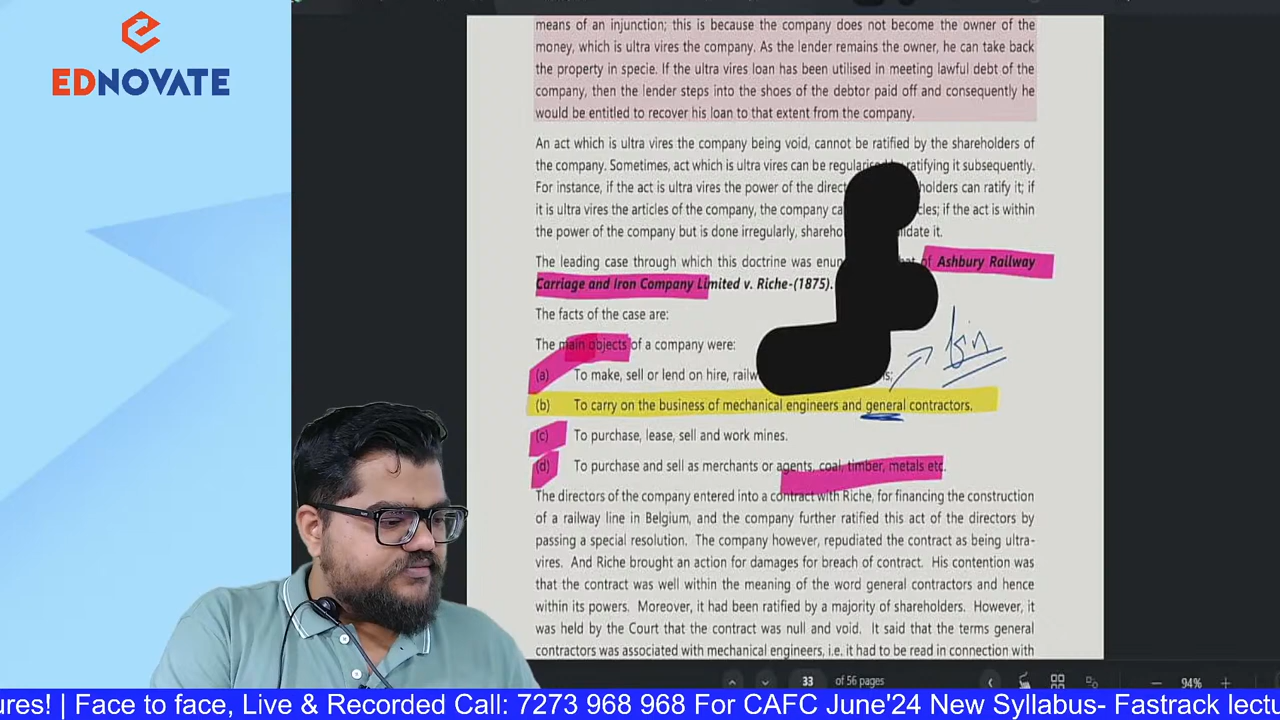 EDNOVATE
means of an injunction; this is because the company does not become the owner of the
money, which is ultra vires the company. As the lender remains the owner, he can take back
the property in specie. If the ultra vires loan has been utilised in meeting lawful debt of the
company, then the lender steps into the shoes of the debtor paid off and consequently he
would be entitled to recover his loan to that extent from the company.
An act which is ultra vires the company being void, cannot be ratified by the shareholders of
the company. Sometimes, act which is ultra vires can be regularised ratifying it subsequently.
For instance, if the act is ultra vires the power of the holders can ratify it; if
it is ultra vires the articles of the company, the company if the act is within
the power of the company but is done irregularly, it.
The leading case through which this doctrine was of Ashbury Railway
Carriage and Iron Company Limited v. Riche-(1875).
The facts of the case are:
The main objects of a company were:
(a) To make, sell or lend on hire,
(b) To carry on the business of mechanical engineers and general contractors.
(c) To purchase, lease, sell and work mines.
(d) To purchase and sell as merchants or agents, coal, timber, metals etc.
The directors of the company entered into a contract with Riche, for financing the construction
of a railway line in Belgium, and the company further ratified this act of the directors by
passing a special resolution. The company however, repudiated the contract as being ultra-
vires. And Riche brought an action for damages for breach of contract. His contention was
that the contract was well within the meaning of the word general contractors and hence
within its powers. Moreover, it had been ratified by a majority of shareholders. However, it
was held by the Court that the contract was null and void. It said that the terms general
contractors was associated with mechanical engineers, i.e. it had to be read in connection with
33 of 56 pages
94%
ures! | Face to face, Live & Recorded Call: 7273 968 968 For CAFC June'24 New Syllabus- Fastrack lectu